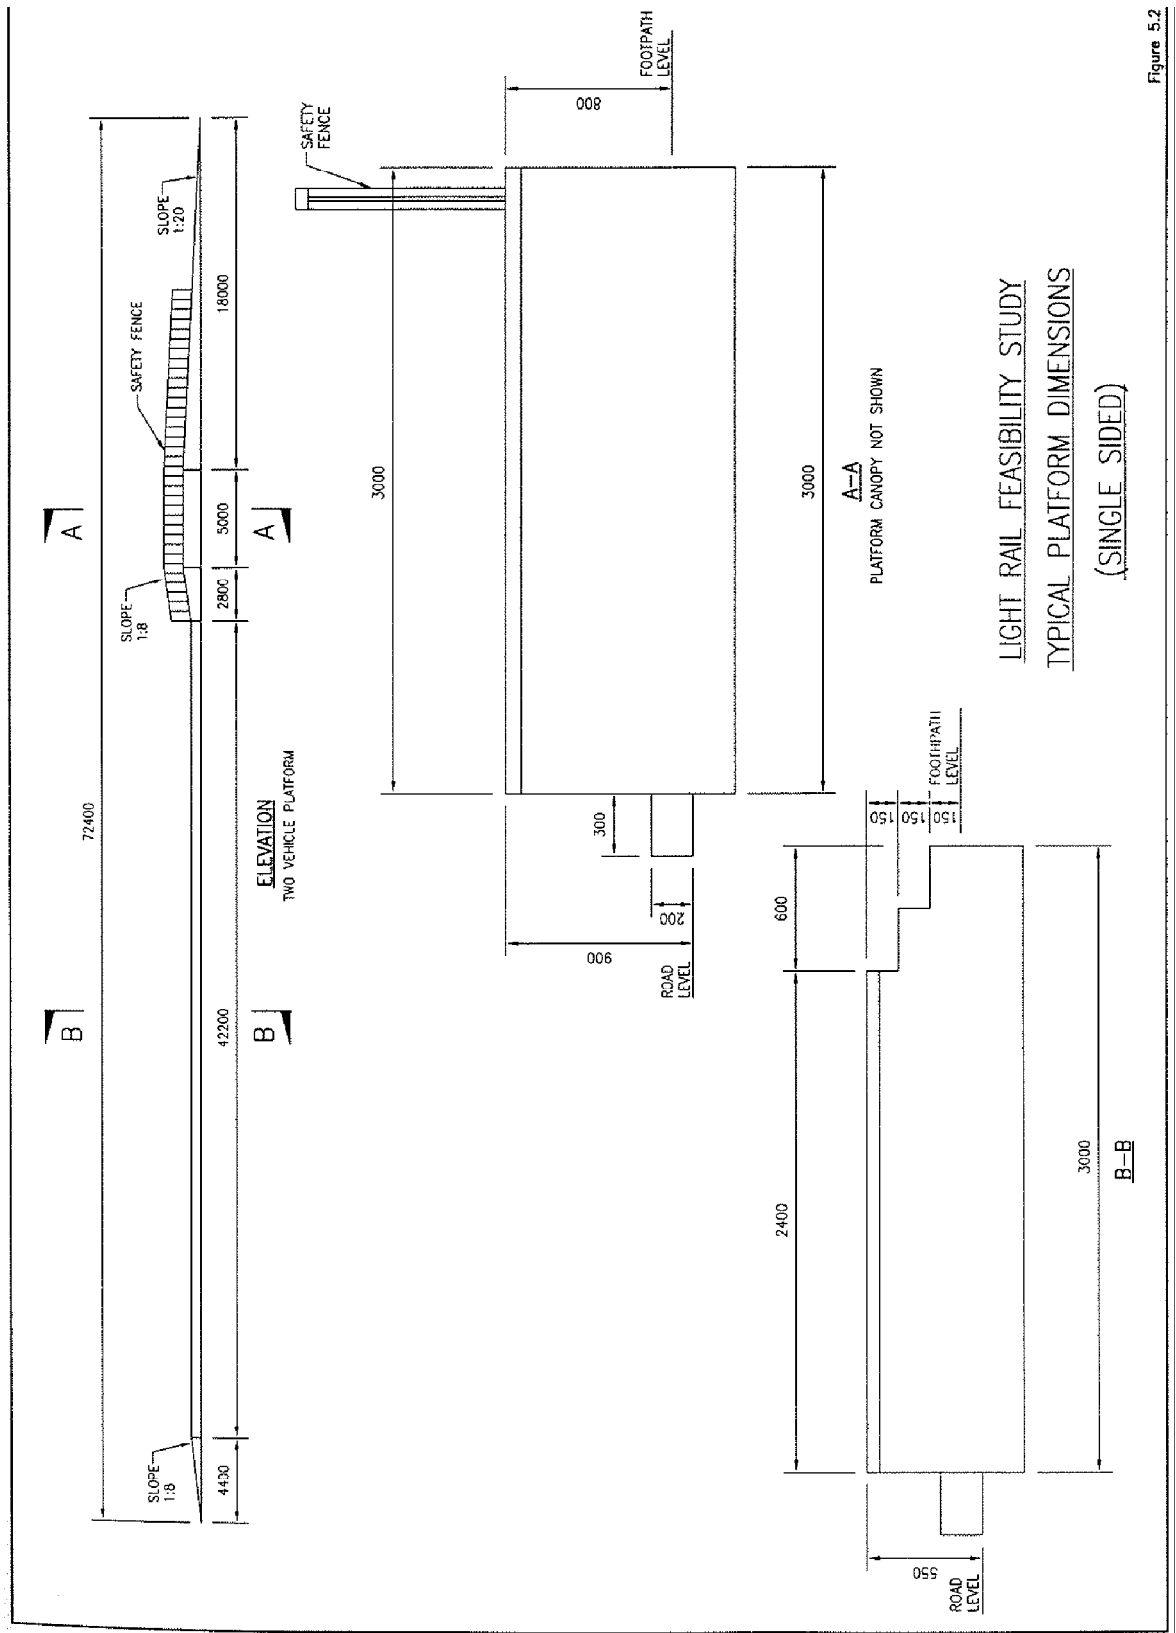 72400
SLOPE
1:8
4400
B
42200
B
ELEVATION
TWO VEHICLE PLATFORM
SLOPE
1:8
2800
A
5000
A
SAFETY FENCE
SLOPE
1:20
18000
3000
SAFETY
FENCE
800
FOOTPATH
LEVEL
300
200
900
ROAD
LEVEL
3000
A-A
PLATFORM CANOPY NOT SHOWN
2400
600
150
150
150
FOOTHPATH
LEVEL
550
ROAD
LEVEL
3000
B-B
LIGHT RAIL FEASIBILITY STUDY
TYPICAL PLATFORM DIMENSIONS
(SINGLE SIDED)
Figure 5.2